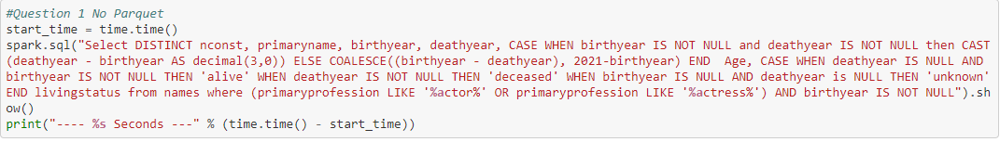 #Question 1 No Parquet
start_time = time.time()
spark.sql("Select DISTINCT nconst, primaryname, birthyear, deathyear, CASE WHEN birthyear IS NOT NULL and deathyear IS NOT NULL then CAST
(deathyear - birthyear AS decimal(3,0)) ELSE COALESCE((birthyear - deathyear), 2021-birthyear) END  Age, CASE WHEN deathyear IS NULL AND
birthyear IS NOT NULL THEN 'alive' WHEN deathyear IS NOT NULL THEN 'deceased' WHEN birthyear IS NULL AND deathyear is NULL THEN 'unknown'
END livingstatus from names where (primaryprofession LIKE '%actor%' OR primaryprofession LIKE '%actress%') AND birthyear IS NOT NULL").sh
ow()
print("---- %s Seconds ---" % (time.time() - start_time))